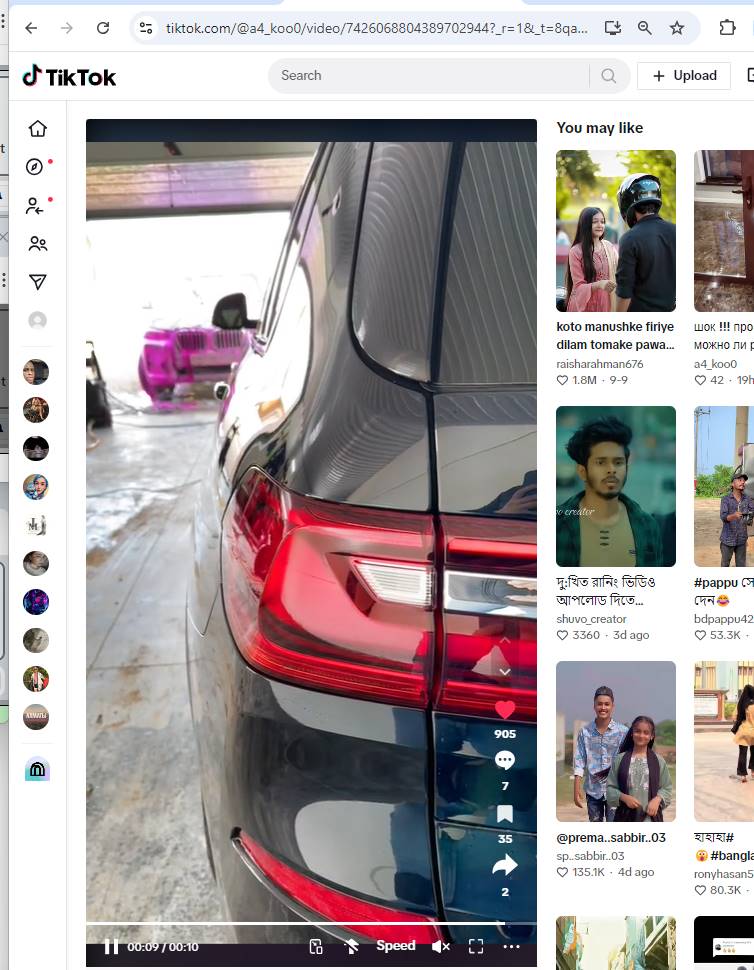 tiktok.com/@a4_koo0/video/7426068804389702944?_r=1&_t=8qa...
TikTok
Search
Upload
You may like
koto manushke firiye
dilam tomake pawa...
raisharahman676
1.8M · 9-9
шок !!! про
можно ли р
a4_koo0
42 · 19h
vo creator
দু:খিত রানিং ভিডিও
আপলোড দিতে...
shuvo_creator
3360 · 3d ago
#pappu সে
দেন😂
bdpappu42
53.3K ·
@prema..sabbir..03
sp..sabbir..03
135.1K · 4d ago
হাহাহা#
😱 #bangla
ronyhasan5
80.3K ·
905
7
35
2
00:09 / 00:10
Speed